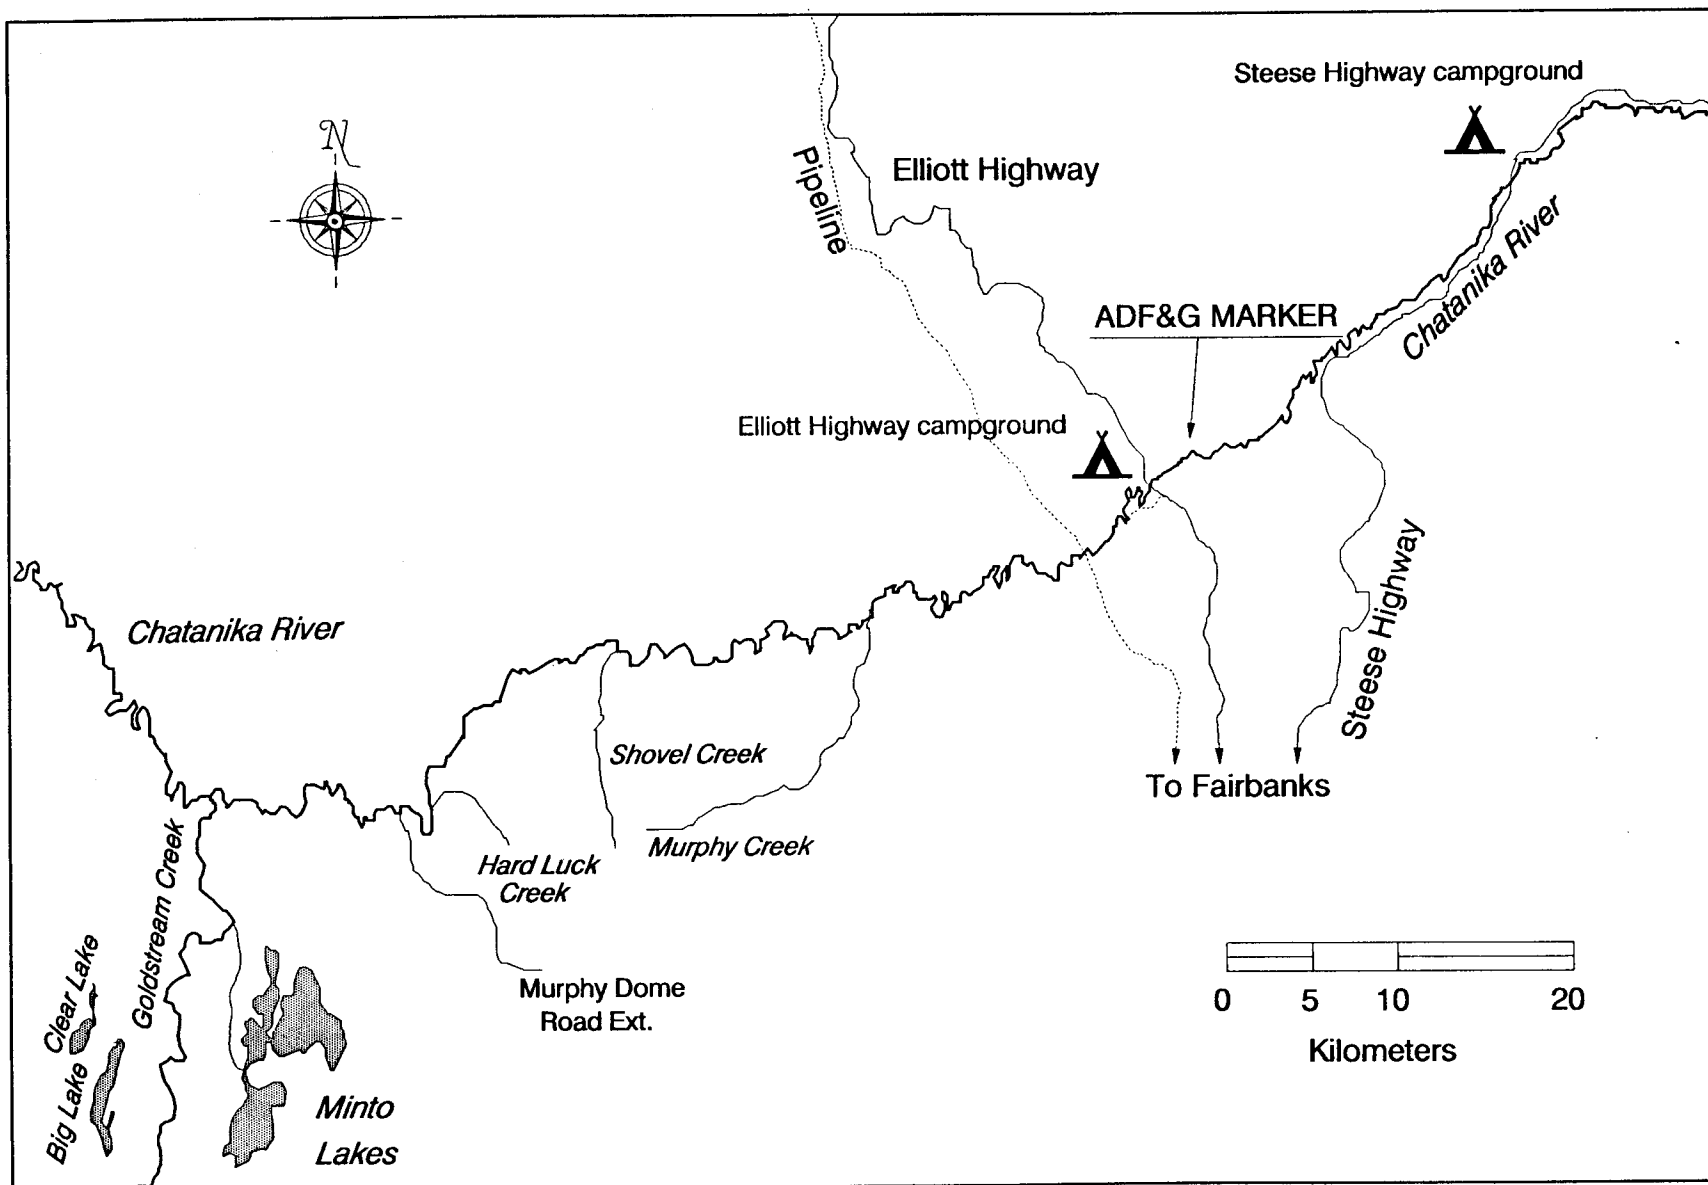 Steese Highway campground
N
Pipeline
Elliott Highway
Chatanika River
ADF&G MARKER
Elliott Highway campground
Steese Highway
Chatanika River
Shovel Creek
To Fairbanks
Murphy Creek
Hard Luck
Creek
Goldstream Creek
Clear Lake
Murphy Dome
Road Ext.
0 5 10 20
Kilometers
Big Lake
Minto
Lakes